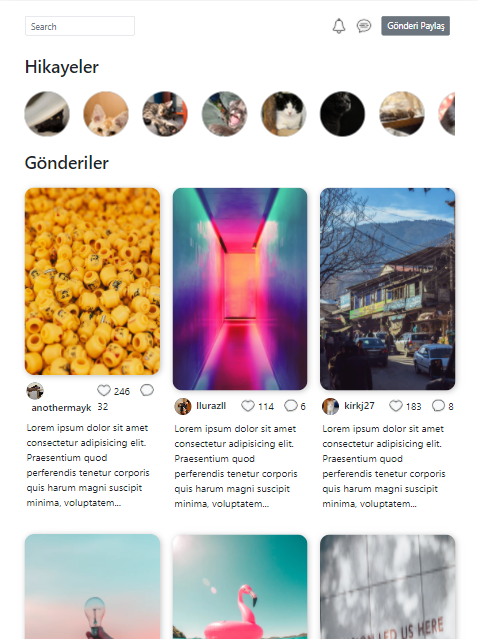 Search
Gönderi Paylaş
Hikayeler
Gönderiler
anothermayk
246
32
Lorem ipsum dolor sit amet
consectetur adipisicing elit.
Praesentium quod
perferendis tenetur corporis
quis harum magni suscipit
minima, voluptatem...
llurazll
114
6
Lorem ipsum dolor sit amet
consectetur adipisicing elit.
Praesentium quod
perferendis tenetur corporis
quis harum magni suscipit
minima, voluptatem...
kirkj27
183
8
Lorem ipsum dolor sit amet
consectetur adipisicing elit.
Praesentium quod
perferendis tenetur corporis
quis harum magni suscipit
minima, voluptatem...
LED US HERE